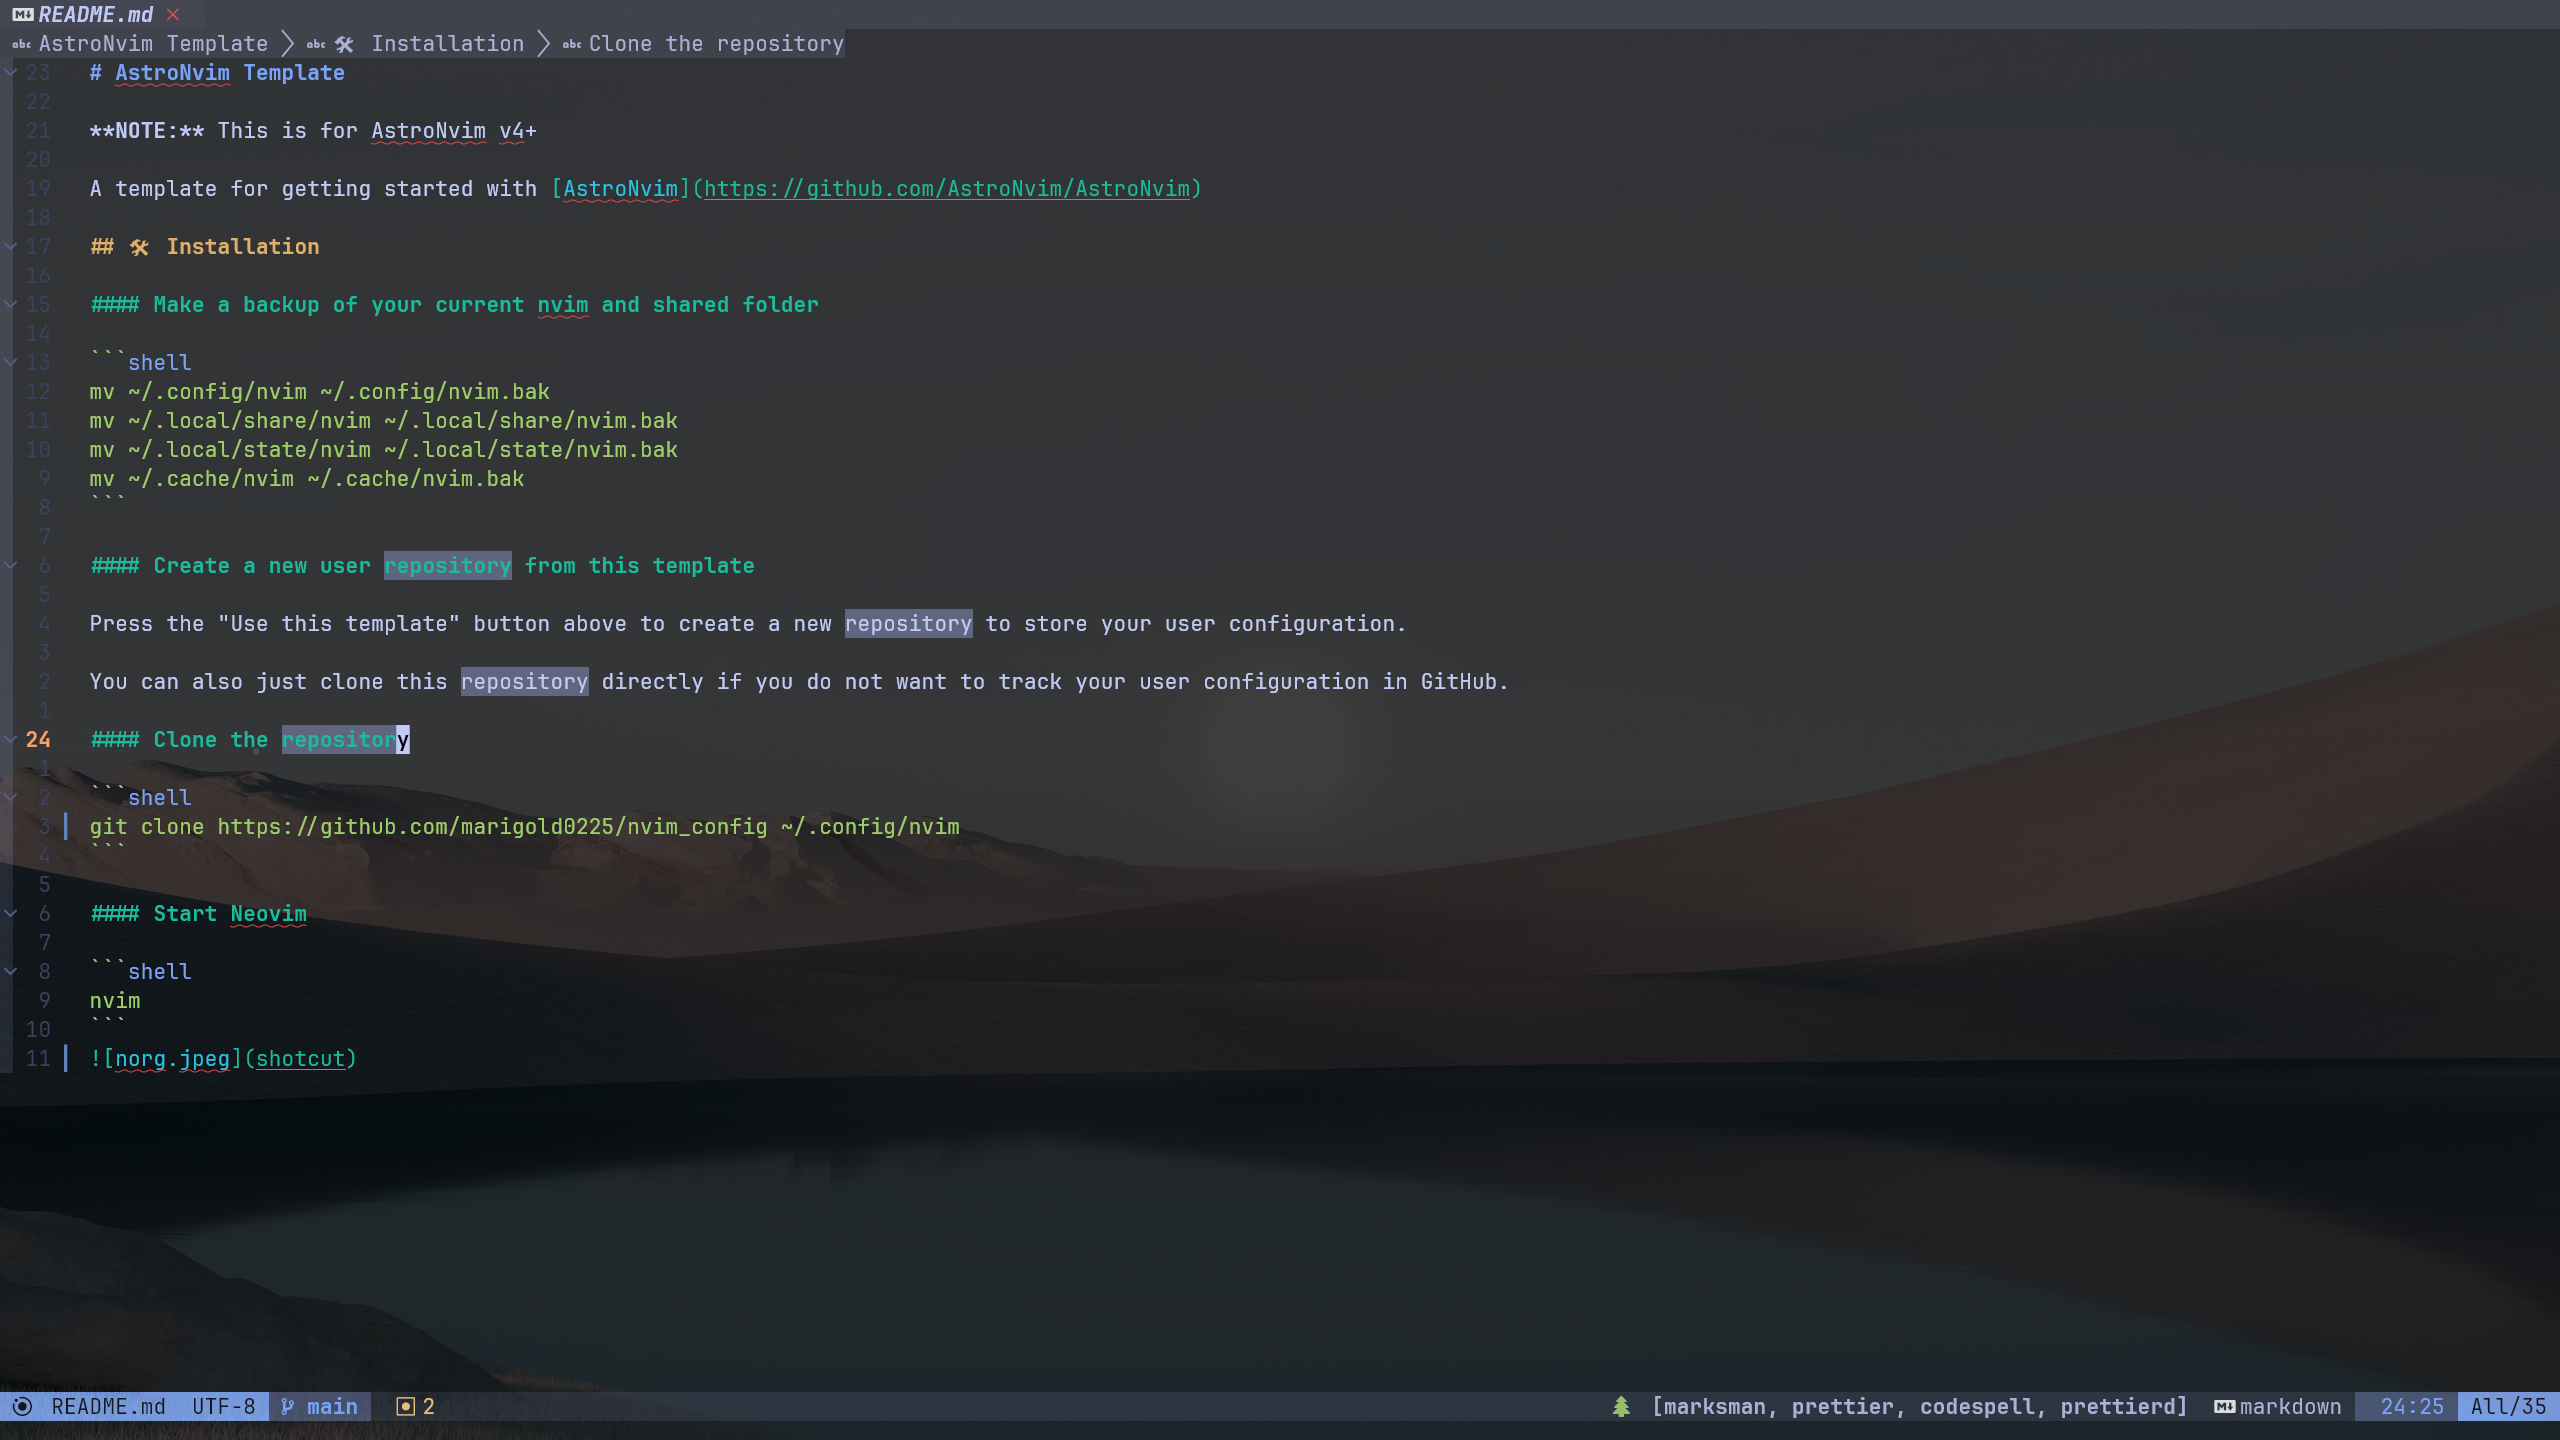 README.md ×
AstroNvim Template > 🛠 Installation > Clone the repository
23 # AstroNvim Template
22
21 **NOTE:** This is for AstroNvim v4+
20
19 A template for getting started with [AstroNvim](https://github.com/AstroNvim/AstroNvim)
18
17 ## 🛠 Installation
16
15 #### Make a backup of your current nvim and shared folder
14
13 ```shell
12 mv ~/.config/nvim ~/.config/nvim.bak
11 mv ~/.local/share/nvim ~/.local/share/nvim.bak
10 mv ~/.local/state/nvim ~/.local/state/nvim.bak
9 mv ~/.cache/nvim ~/.cache/nvim.bak
8 ```
7
6 #### Create a new user repository from this template
5
4 Press the "Use this template" button above to create a new repository to store your user configuration.
3
2 You can also just clone this repository directly if you do not want to track your user configuration in GitHub.
1
24 #### Clone the repository
1
2 ```shell
3 git clone https://github.com/marigold0225/nvim_config ~/.config/nvim
4 ```
5
6 #### Start Neovim
7
8 ```shell
9 nvim
10 ```
11 ![norg.jpeg](shotcut)
README.md UTF-8 main 2 [marksman, prettier, codespell, prettierd] markdown 24:25 All/35